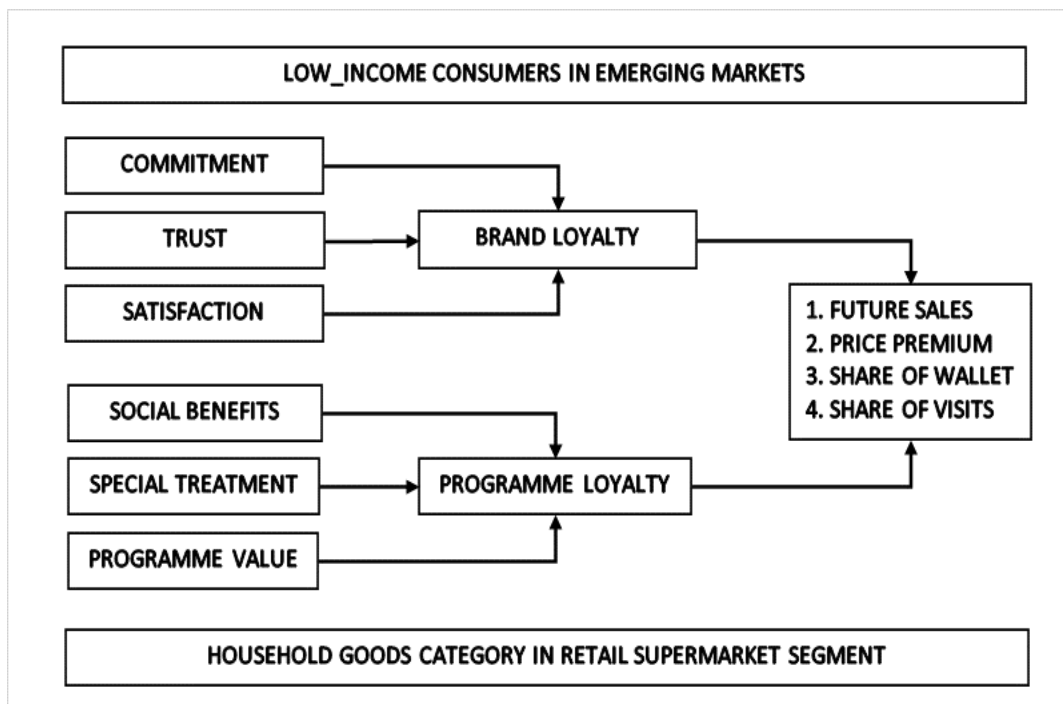 LOW_INCOME CONSUMERS IN EMERGING MARKETS
COMMITMENT
TRUST
BRAND LOYALTY
SATISFACTION
1. FUTURE SALES
2. PRICE PREMIUM
3. SHARE OF WALLET
4. SHARE OF VISITS
SOCIAL BENEFITS
SPECIAL TREATMENT
PROGRAMME LOYALTY
PROGRAMME VALUE
HOUSEHOLD GOODS CATEGORY IN RETAIL SUPERMARKET SEGMENT